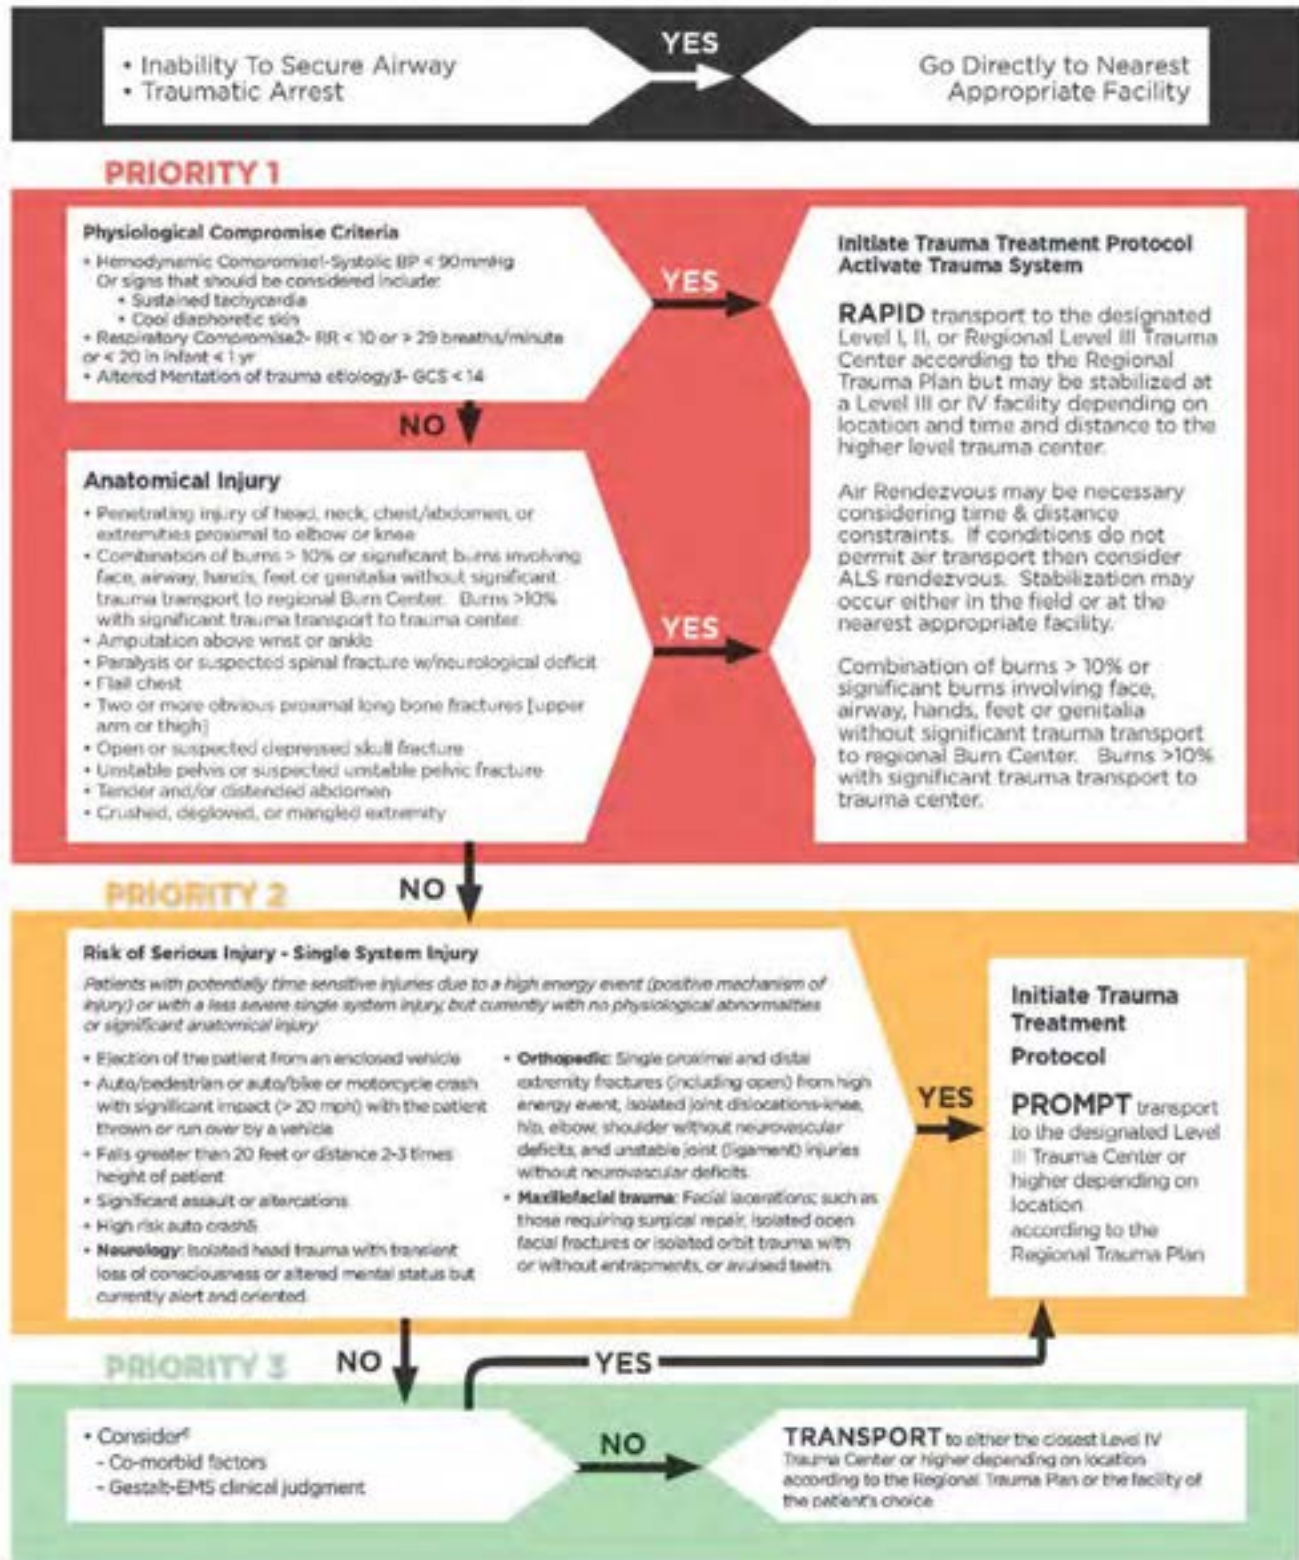 • Inability To Secure Airway
• Traumatic Arrest
YES
Go Directly to Nearest
Appropriate Facility
PRIORITY 1
Physiological Compromise Criteria
• Hemodynamic Compromise1-Systolic BP < 90mmHg
Or signs that should be considered include:
• Sustained tachycardia
• Cool diaphoretic skin
• Respiratory Compromise2- RR < 10 or > 29 breaths/minute
or < 20 in infant < 1 yr
• Altered Mentation of trauma etiology3- GCS < 14
YES
NO
Anatomical Injury
• Penetrating injury of head, neck, chest/abdomen, or
extremities proximal to elbow or knee
• Combination of burns > 10% or significant burns involving
face, airway, hands, feet or genitalia without significant
trauma transport to regional Burn Center. Burns >10%
with significant trauma transport to trauma center.
• Amputation above wrist or ankle
• Paralysis or suspected spinal fracture w/neurological deficit
• Flail chest
• Two or more obvious proximal long bone fractures [upper
arm or thigh]
• Open or suspected depressed skull fracture
• Unstable pelvis or suspected unstable pelvic fracture
• Tender and/or distended abdomen
• Crushed, degloved, or mangled extremity
YES
Initiate Trauma Treatment Protocol
Activate Trauma System
RAPID transport to the designated
Level I, II, or Regional Level III Trauma
Center according to the Regional
Trauma Plan but may be stabilized at
a Level III or IV facility depending on
location and time and distance to the
higher level trauma center.
Air Rendezvous may be necessary
considering time & distance
constraints. If conditions do not
permit air transport then consider
ALS rendezvous. Stabilization may
occur either in the field or at the
nearest appropriate facility.
Combination of burns > 10% or
significant burns involving face,
airway, hands, feet or genitalia
without significant trauma transport
to regional Burn Center. Burns >10%
with significant trauma transport to
trauma center.
NO
PRIORITY 2
Risk of Serious Injury - Single System Injury
Patients with potentially time sensitive injuries due to a high energy event (positive mechanism of
injury) or with a less severe single system injury, but currently with no physiological abnormalities
or significant anatomical injury
• Ejection of the patient from an enclosed vehicle
• Auto/pedestrian or auto/bike or motorcycle crash
with significant impact (> 20 mph) with the patient
thrown or run over by a vehicle
• Falls greater than 20 feet or distance 2-3 times
height of patient
• Significant assault or altercations
• High risk auto crash5
• Neurology: Isolated head trauma with transient
loss of consciousness or altered mental status but
currently alert and oriented.
• Orthopedic: Single proximal and distal
extremity fractures (including open) from high
energy event, isolated joint dislocations-knee,
hip, elbow, shoulder without neurovascular
deficits, and unstable joint (ligament) injuries
without neurovascular deficits.
• Maxillofacial trauma: Facial lacerations; such as
those requiring surgical repair, isolated open
facial fractures or isolated orbit trauma with
or without entrapments, or avulsed teeth.
YES
Initiate Trauma
Treatment
Protocol
PROMPT transport
to the designated Level
III Trauma Center or
higher depending on
location
according to the
Regional Trauma Plan
PRIORITY 3
NO
YES
• Consider6
- Co-morbid factors
- Gestalt-EMS clinical judgment
NO
TRANSPORT to either the closest Level IV
Trauma Center or higher depending on location
according to the Regional Trauma Plan or the facility of
the patient's choice